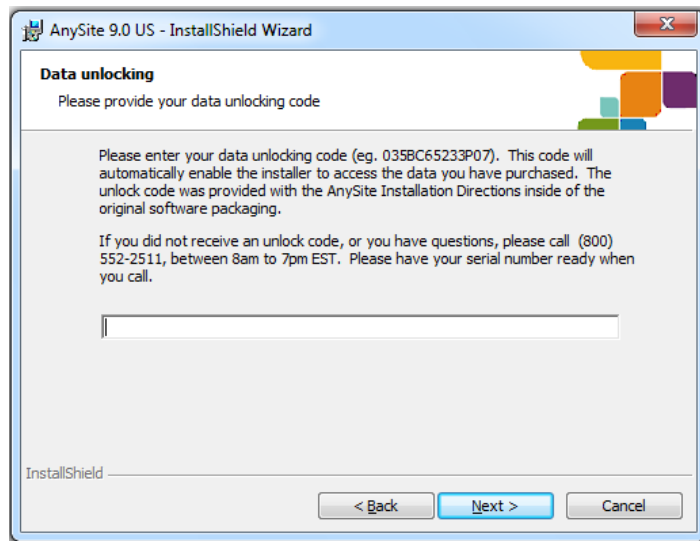 AnySite 9.0 US - InstallShield Wizard
Data unlocking
Please provide your data unlocking code
Please enter your data unlocking code (eg. 035BC65233P07).  This code will
automatically enable the installer to access the data you have purchased.  The
unlock code was provided with the AnySite Installation Directions inside of the
original software packaging.
If you did not receive an unlock code, or you have questions, please call  (800)
552-2511, between 8am to 7pm EST.  Please have your serial number ready when
you call.
InstallShield
< Back
Next >
Cancel